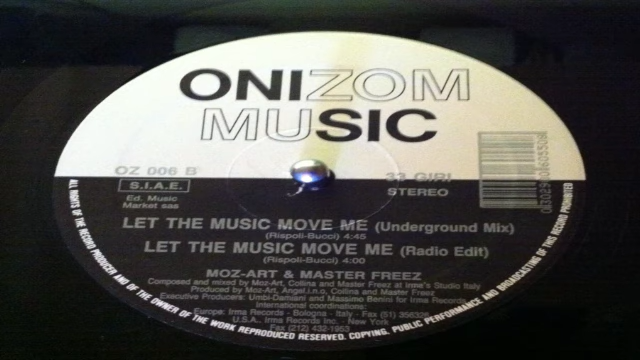 ONIZOM
MUSIC
OZ 006 B
33 GIRI
S.I.A.E.
STEREO
Ed. Music
Market sas
LET THE MUSIC MOVE ME (Underground Mix)
(Rispoli-Bucci) 4:45
LET THE MUSIC MOVE ME (Radio Edit)
(Rispoli-Bucci) 4:00
MOZ-ART & MASTER FREEZ
Composed and mixed by Moz-Art, Collina and Master Freez at Studio Italy
Produced by Moz-Art, Angel.i.n.o, Collina and Master Freez
Executive Producers: Umbi-Damiani and Massimo Benini for Irma Records
International coordinations:
Europe: Irma Records - Bologna - Italy - Fax (51)
U.S.A.: Irma Records Inc. - New York
Fax (212) 432-1953
ALL RIGHTS OF THE RECORD PRODUCER AND OF THE OWNER OF THE WORK REPRODUCED RESERVED. COPYING, PUBLIC PERFORMANCE AND BROADCASTING OF THIS RECORD PROHIBITED